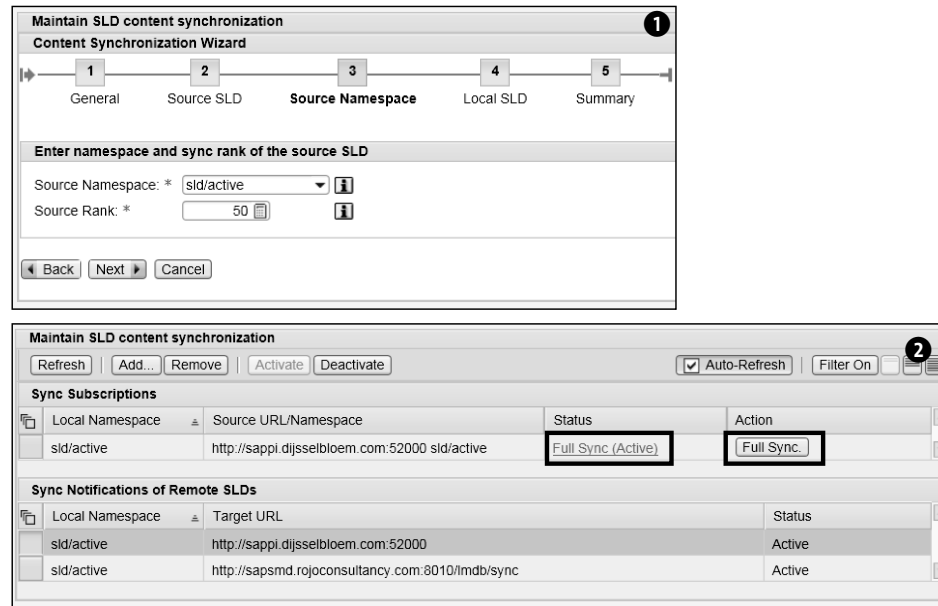 Maintain SLD content synchronization
1
Content Synchronization Wizard
1 2 3 4 5
General Source SLD Source Namespace Local SLD Summary
Enter namespace and sync rank of the source SLD
Source Namespace: * sld/active i
Source Rank: * 50 i
Back Next Cancel
Maintain SLD content synchronization
2
Refresh Add... Remove Activate Deactivate Auto-Refresh Filter On
Sync Subscriptions
Local Namespace Source URL/Namespace Status Action
sld/active http://sappi.dijsselbloem.com:52000 sld/active Full Sync (Active) Full Sync.
Sync Notifications of Remote SLDs
Local Namespace Target URL Status
sld/active http://sappi.dijsselbloem.com:52000 Active
sld/active http://sapsmd.rojoconsultancy.com:8010/lmdb/sync Active